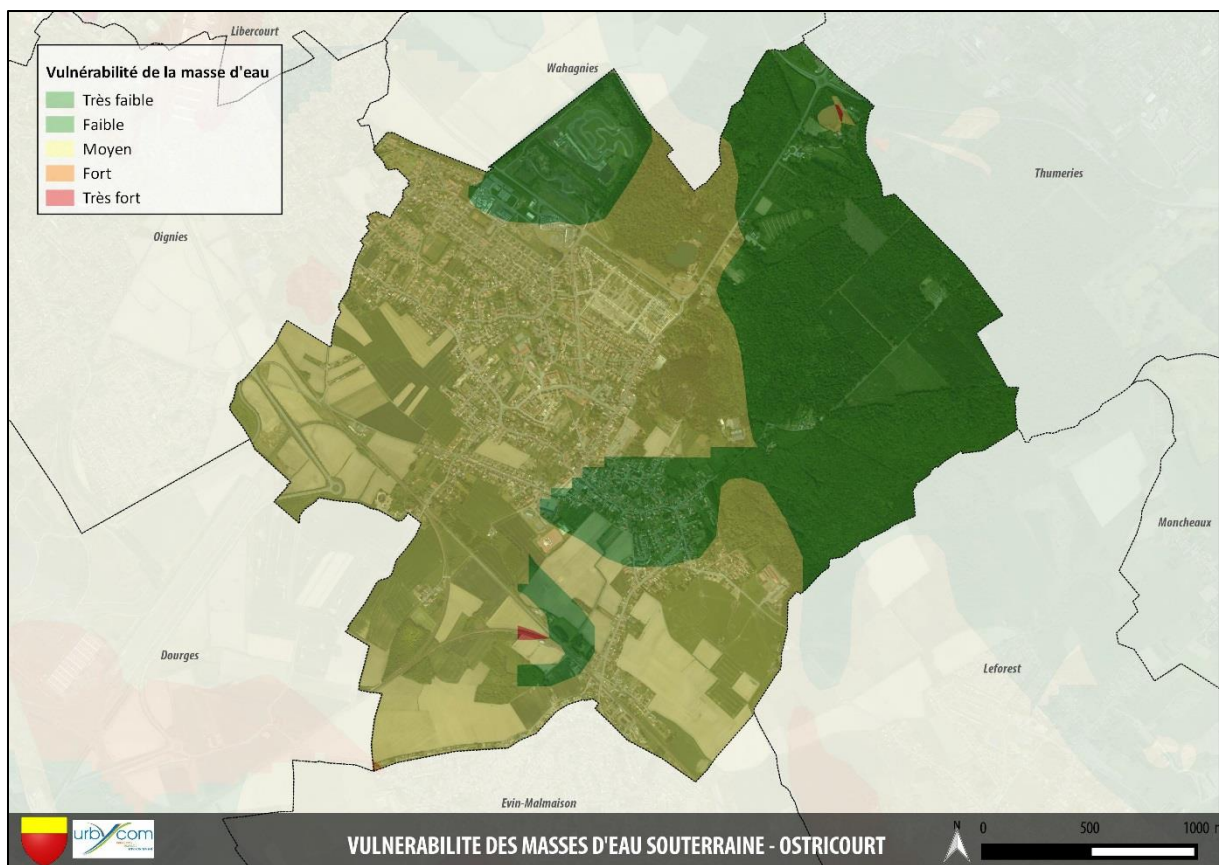 Libercourt
Wahagnies
Vulnérabilité de la masse d'eau
Très faible
Faible
Moyen
Fort
Très fort
Thumeries
Oignies
Moncheaux
Dourges
Leforest
Evin-Malmaison
urbycom
VULNERABILITE DES MASSES D'EAU SOUTERRAINE - OSTRICOURT
N
0 500 1000 m